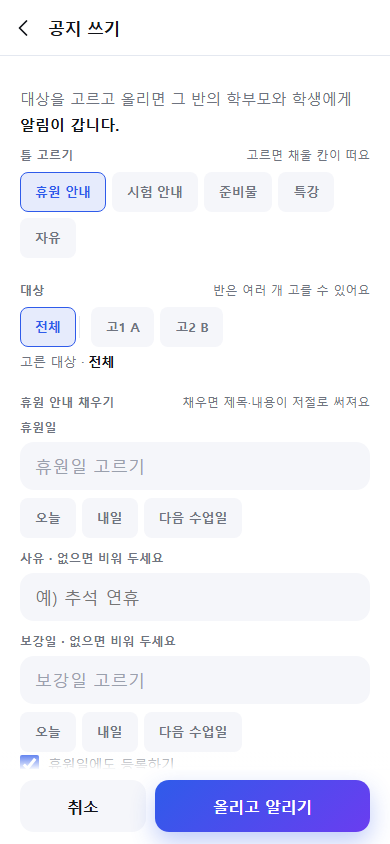 공지 쓰기
대상을 고르고 올리면 그 반의 학부모와 학생에게
알림이 갑니다.
틀 고르기 고르면 채울 칸이 떠요
휴원 안내 시험 안내 준비물 특강
자유
대상 반은 여러 개 고를 수 있어요
전체 고1 A 고2 B
고른 대상 · 전체
휴원 안내 채우기 채우면 제목·내용이 저절로 써져요
휴원일
휴원일 고르기
오늘 내일 다음 수업일
사유 · 없으면 비워 두세요
예) 추석 연휴
보강일 · 없으면 비워 두세요
보강일 고르기
오늘 내일 다음 수업일
휴원일에도 등록하기
취소 올리고 알리기